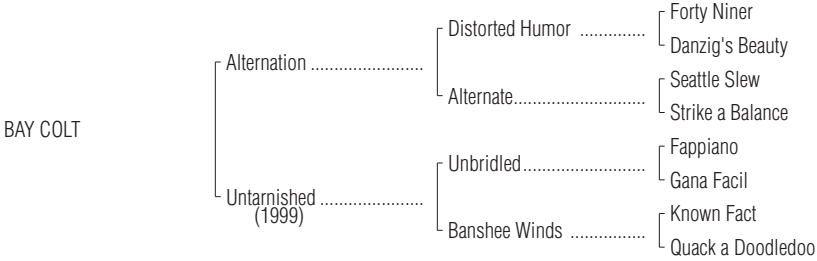 Forty Niner
Distorted Humor ..............
Danzig's Beauty
Alternation ........................
Seattle Slew
Alternate............................
Strike a Balance
BAY COLT
Fappiano
Unbridled..........................
Gana Facil
Untarnished ......................
(1999)
Known Fact
Banshee Winds ................
Quack a Doodledoo